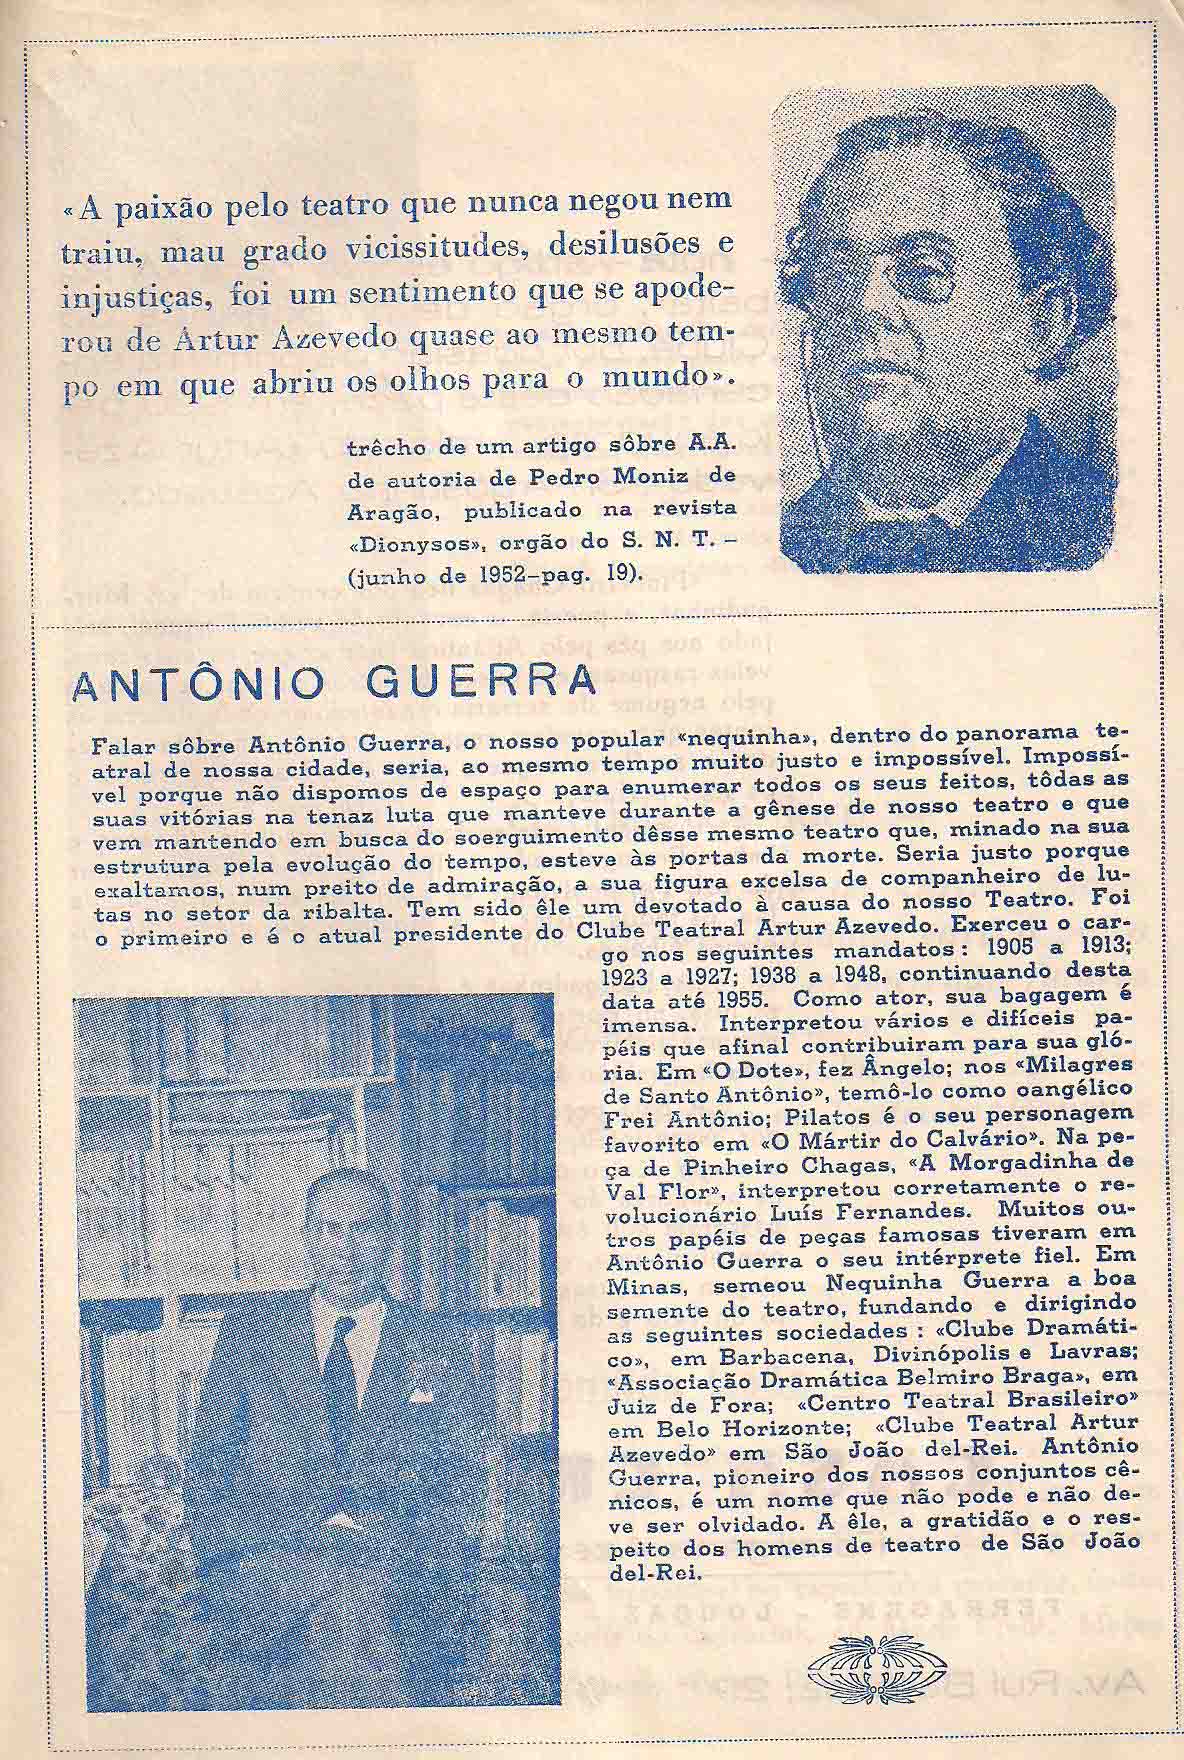 «A paixão pelo teatro que nunca negou nem
traiu, mau grado vicissitudes, desilusões e
injustiças, foi um sentimento que se apode-
rou de Artur Azevedo quase ao mesmo tem-
po em que abriu os olhos para o mundo».
trêcho de um artigo sôbre A.A.
de autoria de Pedro Moniz de
Aragão, publicado na revista
«Dionysos», orgão do S. N. T. –
(junho de 1952–pag. 19).
ANTÔNIO GUERRA
Falar sôbre Antônio Guerra, o nosso popular «nequinha», dentro do panorama te-
atral de nossa cidade, seria, ao mesmo tempo muito justo e impossível. Impossí-
vel porque não dispomos de espaço para enumerar todos os seus feitos, tôdas as
suas vitórias na tenaz luta que manteve durante a gênese de nosso teatro e que
vem mantendo em busca do soerguimento dêsse mesmo teatro que, minado na sua
estrutura pela evolução do tempo, esteve às portas da morte. Seria justo porque
exaltamos, num preito de admiração, a sua figura excelsa de companheiro de lu-
tas no setor da ribalta. Tem sido êle um devotado à causa do nosso Teatro. Foi
o primeiro e é o atual presidente do Clube Teatral Artur Azevedo. Exerceu o car-
go nos seguintes mandatos: 1905 a 1913;
1923 a 1927; 1938 a 1948, continuando desta
data até 1955. Como ator, sua bagagem é
imensa. Interpretou vários e difíceis pa-
péis que afinal contribuiram para sua gló-
ria. Em «O Dote», fez Ângelo; nos «Milagres
de Santo Antônio», temô-lo como oangélico
Frei Antônio; Pilatos é o seu personagem
favorito em «O Mártir do Calvário». Na pe-
ça de Pinheiro Chagas, «A Morgadinha de
Val Flor», interpretou corretamente o re-
volucionário Luís Fernandes. Muitos ou-
tros papéis de peças famosas tiveram em
Antônio Guerra o seu intérprete fiel. Em
Minas, semeou Nequinha Guerra a boa
semente do teatro, fundando e dirigindo
as seguintes sociedades : «Clube Dramáti-
co», em Barbacena, Divinópolis e Lavras;
«Associação Dramática Belmiro Braga», em
Juiz de Fora; «Centro Teatral Brasileiro»
em Belo Horizonte; «Clube Teatral Artur
Azevedo» em São João del-Rei. Antônio
Guerra, pioneiro dos nossos conjuntos cê-
nicos, é um nome que não pode e não de-
ve ser olvidado. A êle, a gratidão e o res-
peito dos homens de teatro de São João
del-Rei.